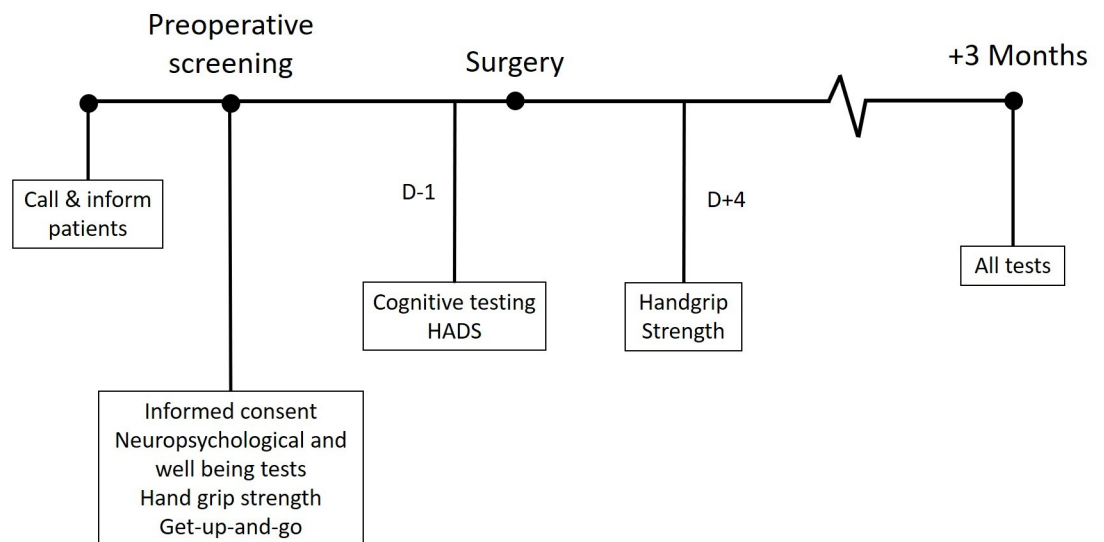 Preoperative
screening
Surgery
+3 Months
Call & inform
patients
D-1
D+4
All tests
Cognitive testing
HADS
Handgrip
Strength
Informed consent
Neuropsychological and
well being tests
Hand grip strength
Get-up-and-go